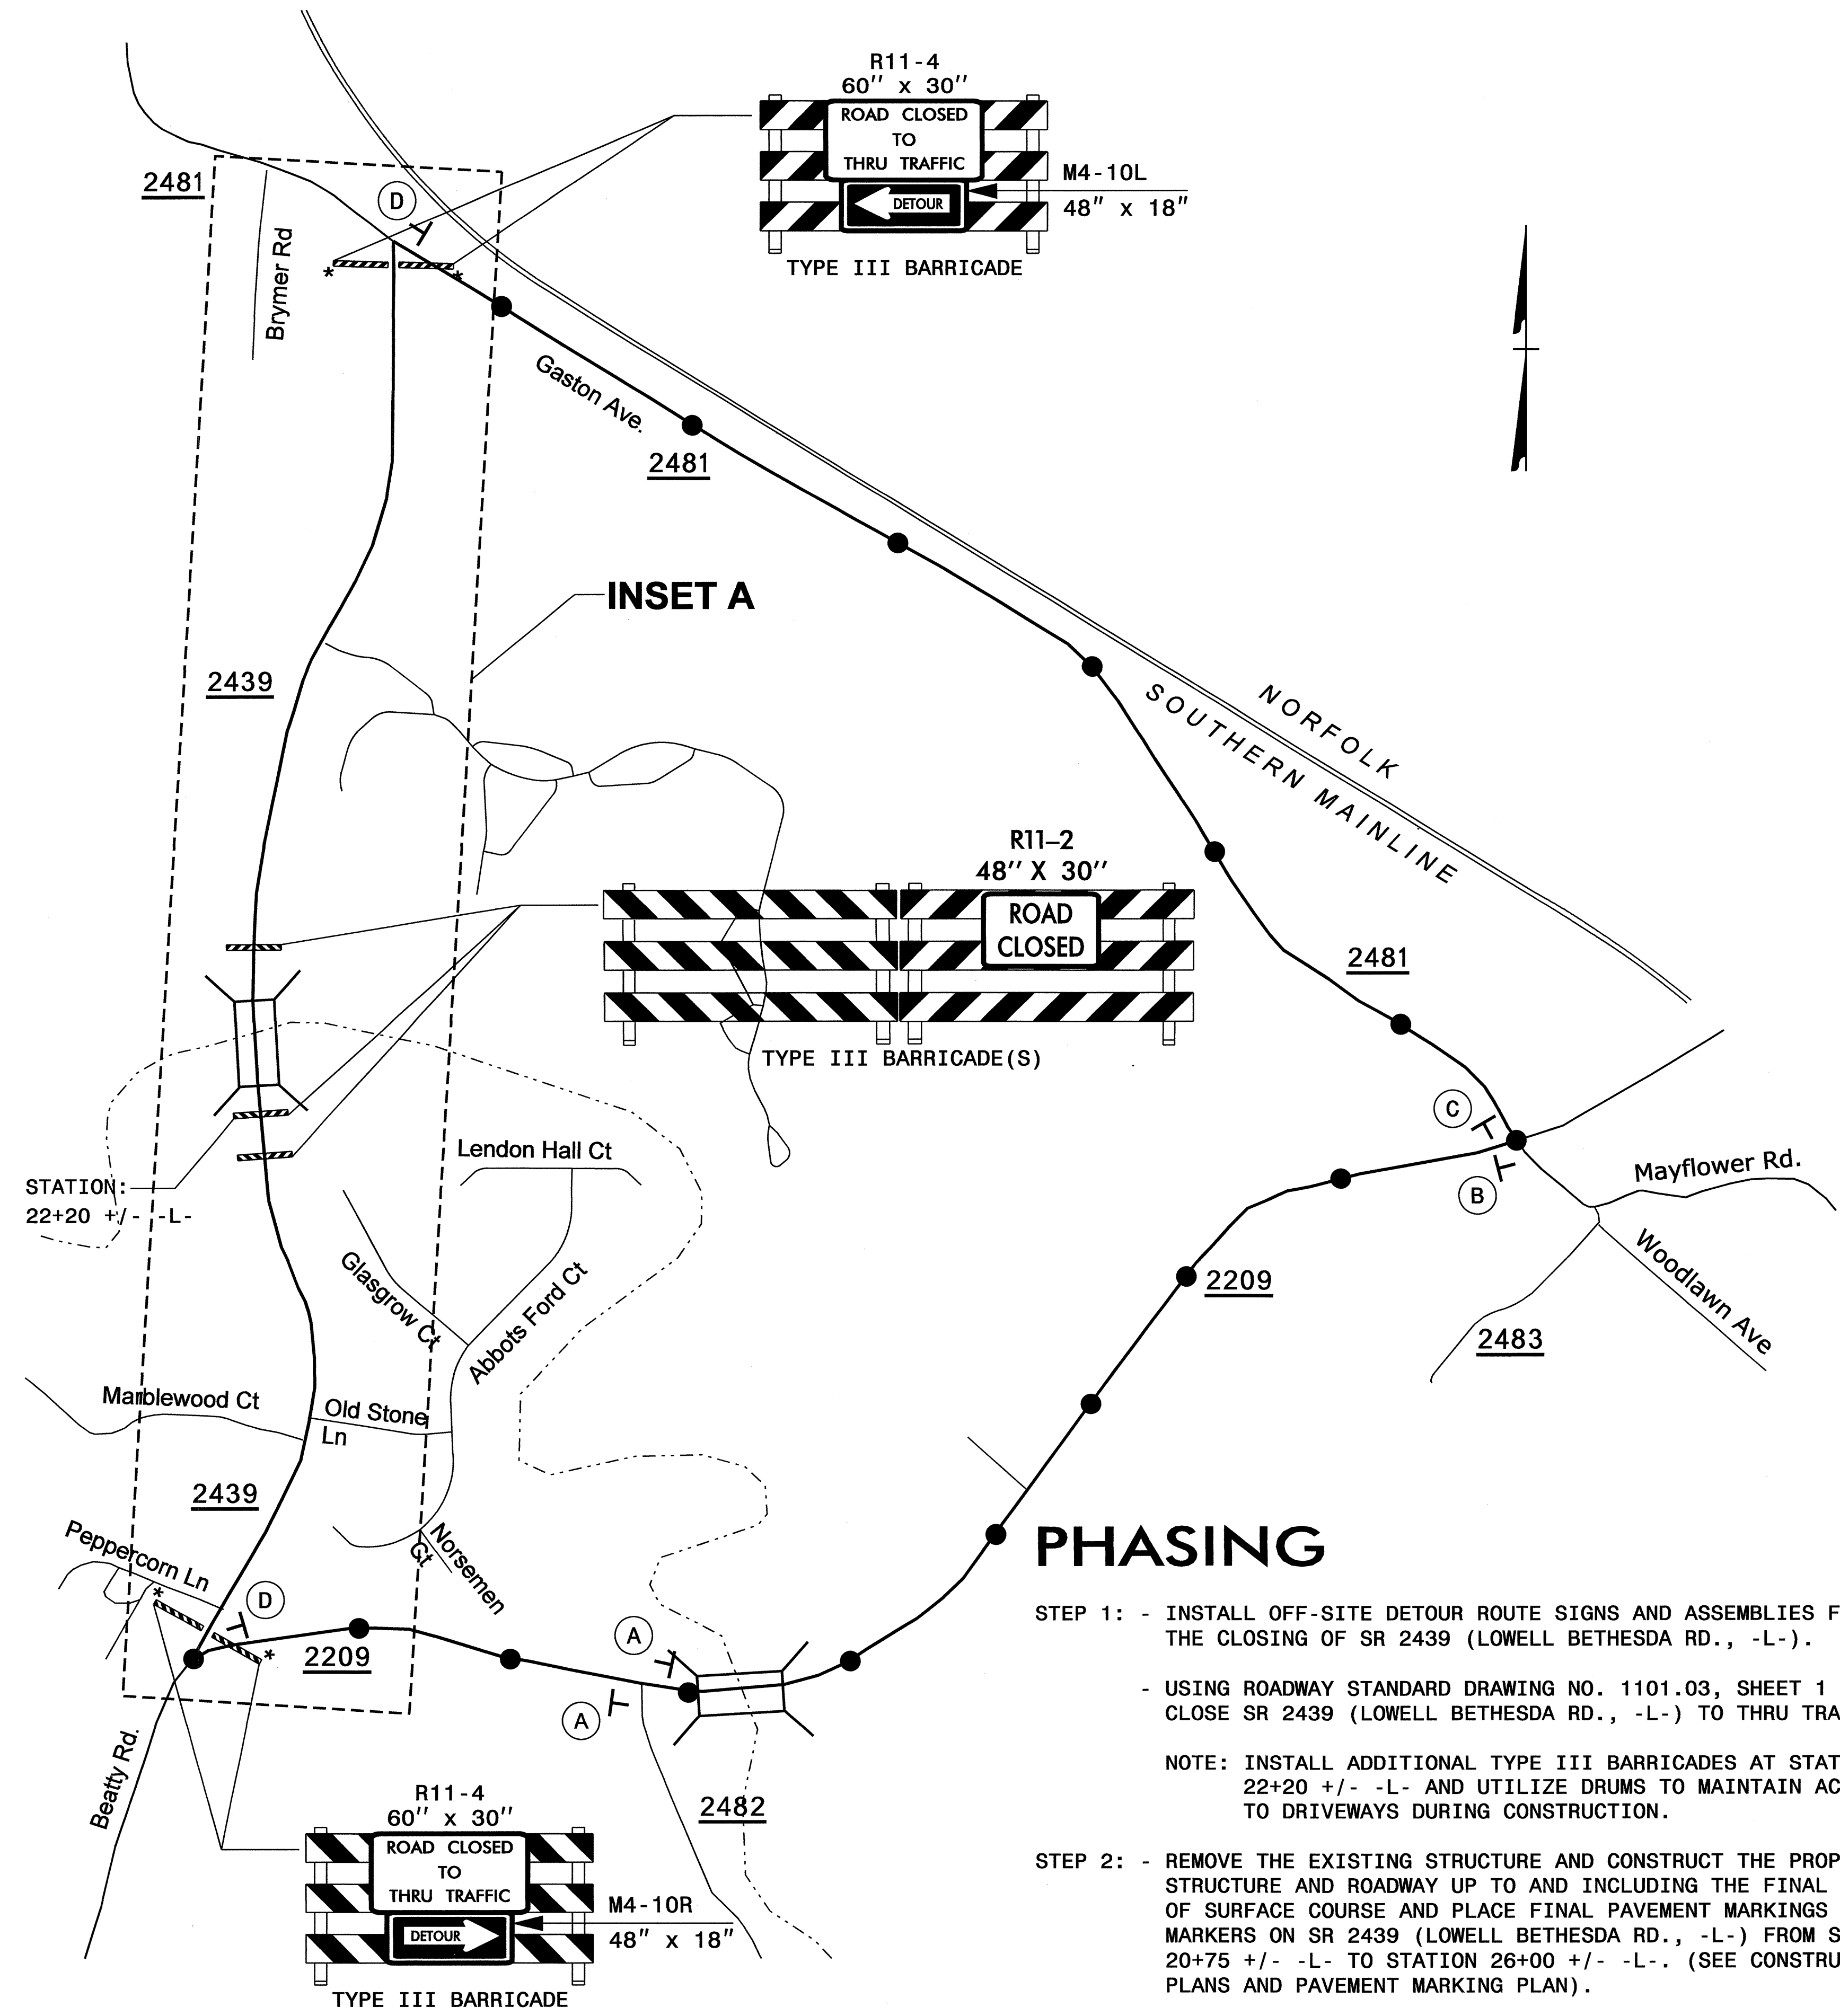 R11-4
60" x 30"
ROAD CLOSED
TO
THRU TRAFFIC
DETOUR
M4-10L
48" x 18"
TYPE III BARRICADE
2481
D
*
*
Brymer Rd
Gaston Ave.
2481
INSET A
2439
NORFOLK
SOUTHERN MAINLINE
R11-2
48" X 30"
ROAD
CLOSED
TYPE III BARRICADE(S)
2481
C
B
Mayflower Rd.
Woodlawn Ave
2483
2209
Lendon Hall Ct
STATION:
22+20 +/- -L-
Glasgrow Ct
Abbots Ford Ct
Marblewood Ct
Old Stone
Ln
2439
Peppercorn Ln
Norsemen
Ct
*
D
*
2209
A
A
Beatty Rd.
2482
R11-4
60" x 30"
ROAD CLOSED
TO
THRU TRAFFIC
DETOUR
M4-10R
48" x 18"
TYPE III BARRICADE
PHASING
STEP 1: - INSTALL OFF-SITE DETOUR ROUTE SIGNS AND ASSEMBLIES F
THE CLOSING OF SR 2439 (LOWELL BETHESDA RD., -L-).
- USING ROADWAY STANDARD DRAWING NO. 1101.03, SHEET 1
CLOSE SR 2439 (LOWELL BETHESDA RD., -L-) TO THRU TRA
NOTE: INSTALL ADDITIONAL TYPE III BARRICADES AT STAT
22+20 +/- -L- AND UTILIZE DRUMS TO MAINTAIN AC
TO DRIVEWAYS DURING CONSTRUCTION.
STEP 2: - REMOVE THE EXISTING STRUCTURE AND CONSTRUCT THE PROP
STRUCTURE AND ROADWAY UP TO AND INCLUDING THE FINAL
OF SURFACE COURSE AND PLACE FINAL PAVEMENT MARKINGS
MARKERS ON SR 2439 (LOWELL BETHESDA RD., -L-) FROM S
20+75 +/- -L- TO STATION 26+00 +/- -L-. (SEE CONSTRU
PLANS AND PAVEMENT MARKING PLAN).